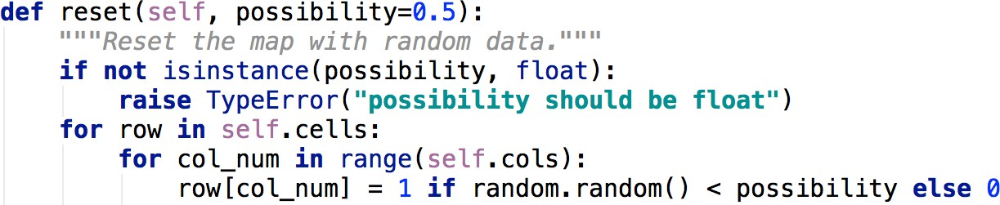 def reset(self, possibility=0.5):
    """Reset the map with random data."""
    if not isinstance(possibility, float):
        raise TypeError("possibility should be float")
    for row in self.cells:
        for col_num in range(self.cols):
            row[col_num] = 1 if random.random() < possibility else 0